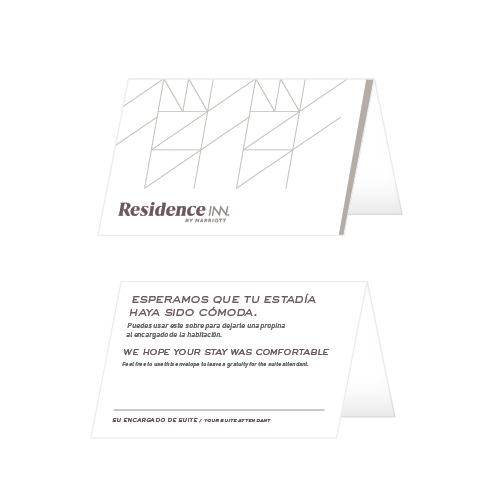 Residence INN.
BY MARRIOTT
ESPERAMOS QUE TU ESTADÍA
HAYA SIDO CÓMODA.
Puedes usar este sobre para dejarle una propina
al encargado de la habitación.
WE HOPE YOUR STAY WAS COMFORTABLE
Feel free to use this envelope to leave a gratuity for the suite attendant.
SU ENCARGADO DE SUITE / YOUR SUITE ATTENDANT